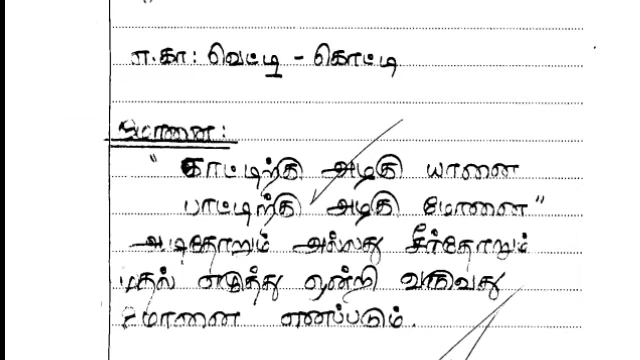 எ.கா: வெட்டி - கொட்டி
மோனை:
" காட்டிற்கு அழகு யானை
பாட்டிற்கு அழகு மோனை"
அடிதோறும் அல்லது சீர்தோறும்
முதல் எழுத்து ஒன்றி வருவது
மோனை எனப்படும்.